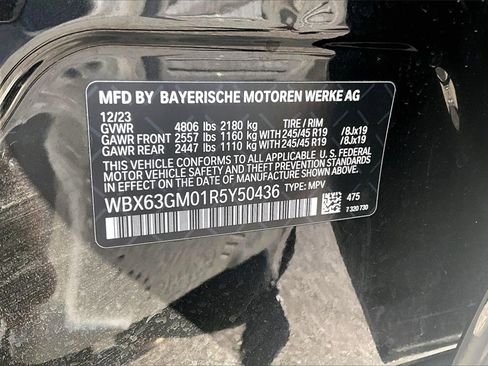 MFD BY BAYERISCHE MOTOREN WERKE AG
12/23
GVWR 4806 lbs 2180 kg TIRE / RIM
GAWR FRONT 2557 lbs 1160 kg WITH 245/45 R19 /8Jx19
GAWR REAR 2447 lbs 1110 kg WITH 245/45 R19 /8Jx19
THIS VEHICLE CONFORMS TO ALL APPLICABLE U.S. FEDERAL
MOTOR VEHICLE SAFETY AND THEFT PREVENTION STANDARDS
IN EFFECT ON THE DATE OF MANUFACTURE SHOWN ABOVE.
WBX63GM01R5Y50436 TYPE: MPV
475
7 320 730